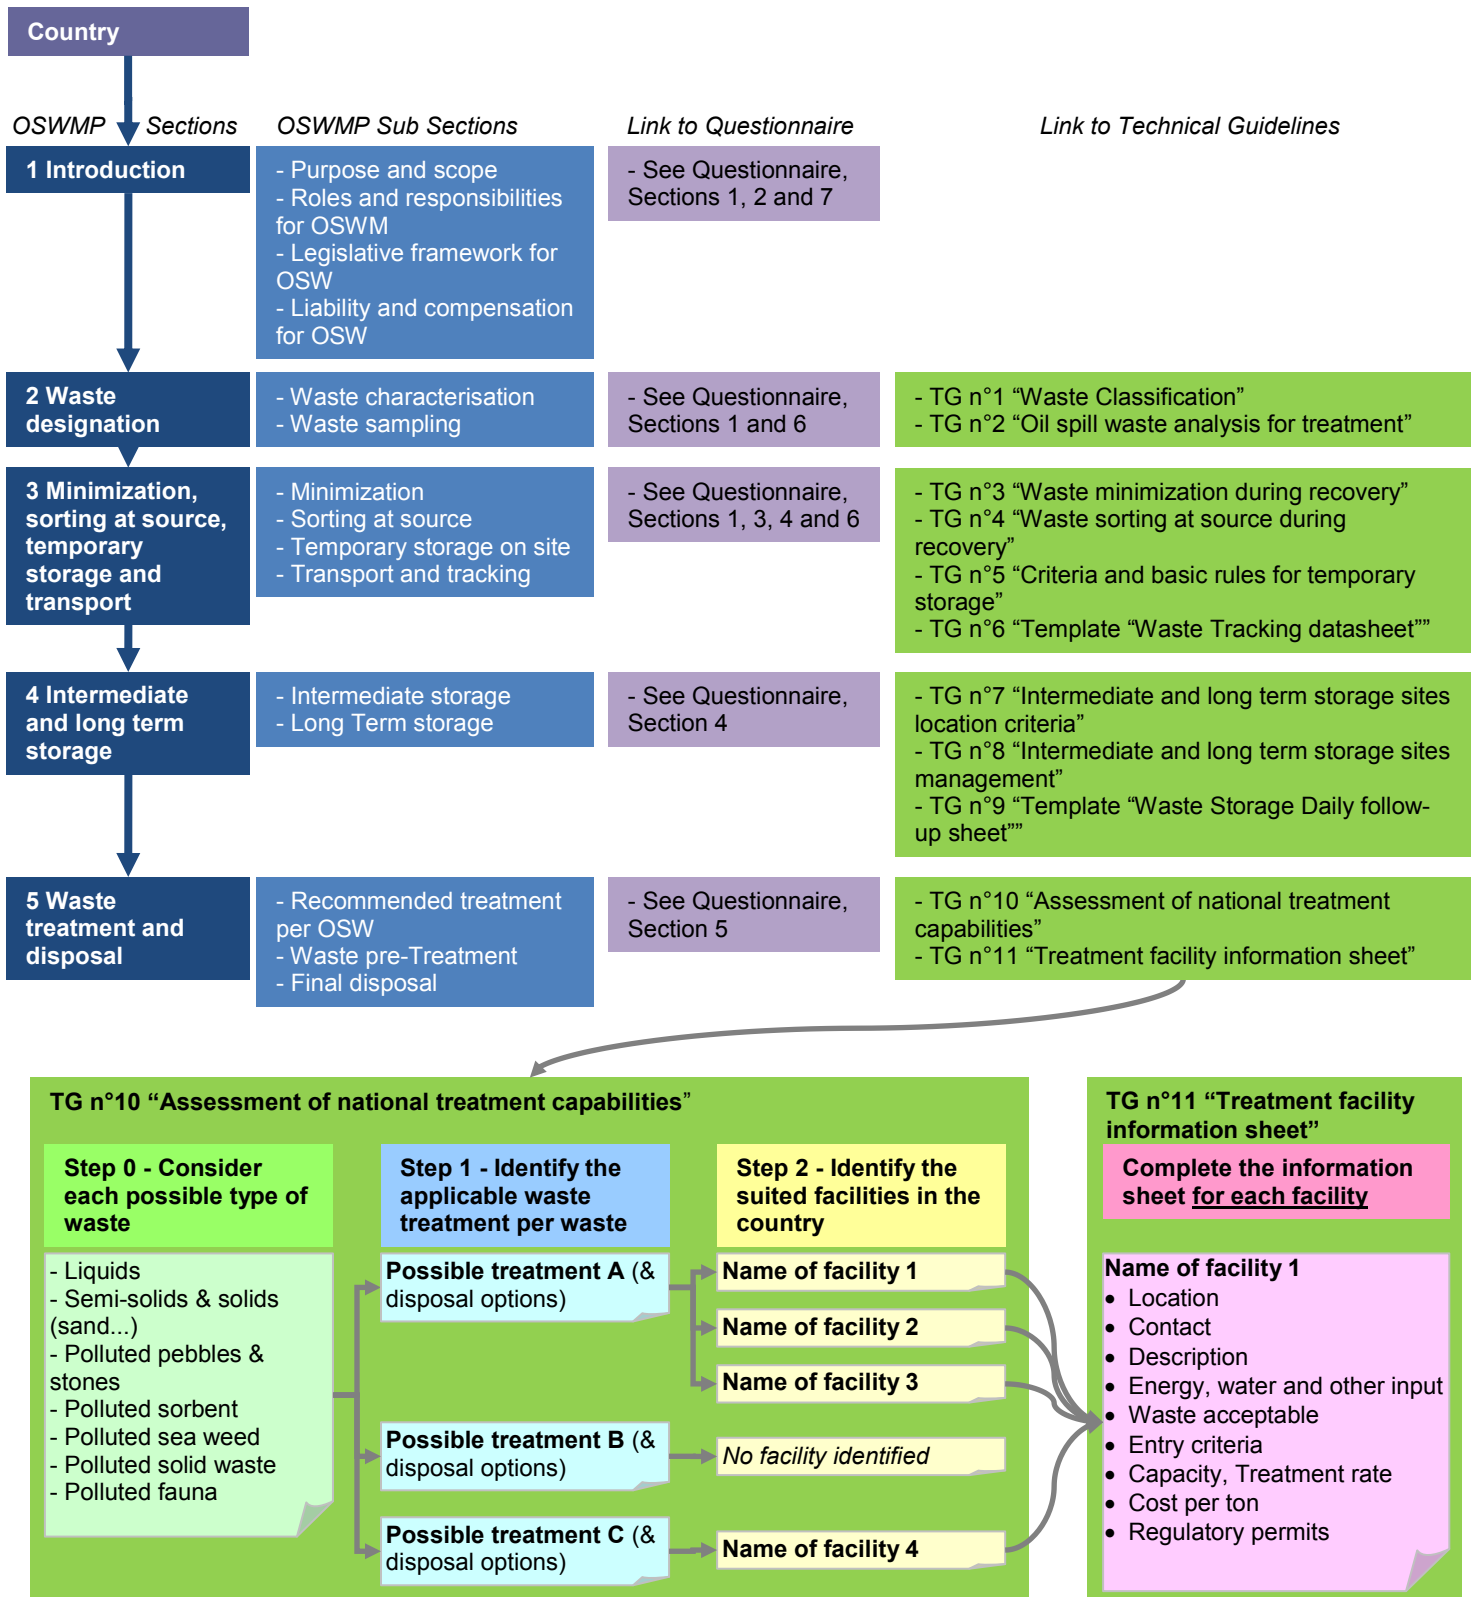 Country
OSWMP Sections
OSWMP Sub Sections
Link to Questionnaire
Link to Technical Guidelines
1 Introduction
- Purpose and scope
- Roles and responsibilities
for OSWM
- Legislative framework for
OSW
- Liability and compensation
for OSW
- See Questionnaire,
Sections 1, 2 and 7
2 Waste
designation
- Waste characterisation
- Waste sampling
- See Questionnaire,
Sections 1 and 6
- TG n°1 “Waste Classification”
- TG n°2 “Oil spill waste analysis for treatment”
3 Minimization,
sorting at source,
temporary
storage and
transport
- Minimization
- Sorting at source
- Temporary storage on site
- Transport and tracking
- See Questionnaire,
Sections 1, 3, 4 and 6
- TG n°3 “Waste minimization during recovery”
- TG n°4 “Waste sorting at source during
recovery”
- TG n°5 “Criteria and basic rules for temporary
storage”
- TG n°6 “Template “Waste Tracking datasheet””
4 Intermediate
and long term
storage
- Intermediate storage
- Long Term storage
- See Questionnaire,
Section 4
- TG n°7 “Intermediate and long term storage sites
location criteria”
- TG n°8 “Intermediate and long term storage sites
management”
- TG n°9 “Template “Waste Storage Daily follow-
up sheet””
5 Waste
treatment and
disposal
- Recommended treatment
per OSW
- Waste pre-Treatment
- Final disposal
- See Questionnaire,
Section 5
- TG n°10 “Assessment of national treatment
capabilities”
- TG n°11 “Treatment facility information sheet”
TG n°10 “Assessment of national treatment capabilities”
Step 0 - Consider
each possible type of
waste
- Liquids
- Semi-solids & solids
(sand...)
- Polluted pebbles &
stones
- Polluted sorbent
- Polluted sea weed
- Polluted solid waste
- Polluted fauna
Step 1 - Identify the
applicable waste
treatment per waste
Possible treatment A (&
disposal options)
Possible treatment B (&
disposal options)
Possible treatment C (&
disposal options)
Step 2 - Identify the
suited facilities in the
country
Name of facility 1
Name of facility 2
Name of facility 3
No facility identified
Name of facility 4
TG n°11 “Treatment facility
information sheet”
Complete the information
sheet for each facility
Name of facility 1
• Location
• Contact
• Description
• Energy, water and other input
• Waste acceptable
• Entry criteria
• Capacity, Treatment rate
• Cost per ton
• Regulatory permits